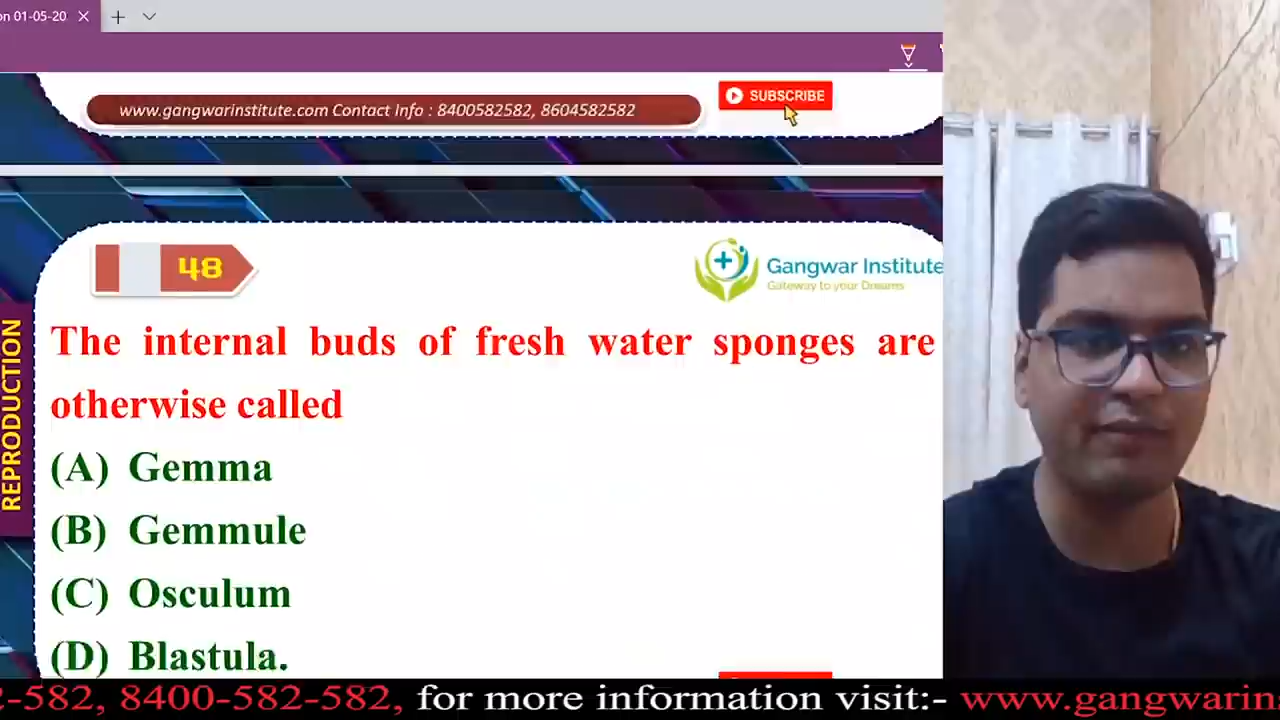 on 01-05-20
www.gangwarinstitute.com Contact Info : 8400582582, 8604582582
SUBSCRIBE
48
Gangwar Institute
Gateway to your Dreams
REPRODUCTION
The internal buds of fresh water sponges are
otherwise called
(A) Gemma
(B) Gemmule
(C) Osculum
(D) Blastula.
2-582, 8400-582-582, for more information visit:- www.gangwarin